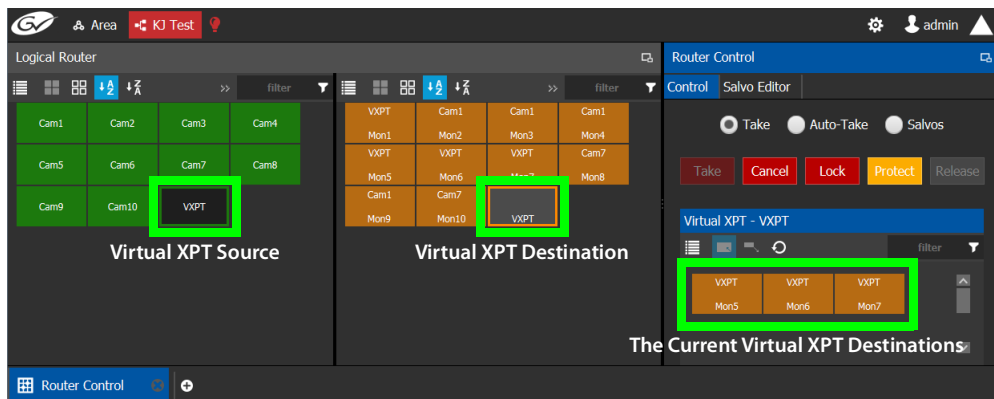 GV Area KJ Test admin
Logical Router
Router Control
filter
filter
Control Salvo Editor
Cam1 Cam2 Cam3 Cam4
Cam5 Cam6 Cam7 Cam8
Cam9 Cam10 VXPT
Virtual XPT Source
VXPT Cam1 Cam1 Cam1
Mon1 Mon2 Mon3 Mon4
VXPT VXPT VXPT Cam7
Mon5 Mon6 Mon7 Mon8
Cam1 Cam7
Mon9 Mon10 VXPT
Virtual XPT Destination
Take Auto-Take Salvos
Take Cancel Lock Protect Release
Virtual XPT - VXPT
filter
VXPT VXPT VXPT
Mon5 Mon6 Mon7
The Current Virtual XPT Destinations
Router Control